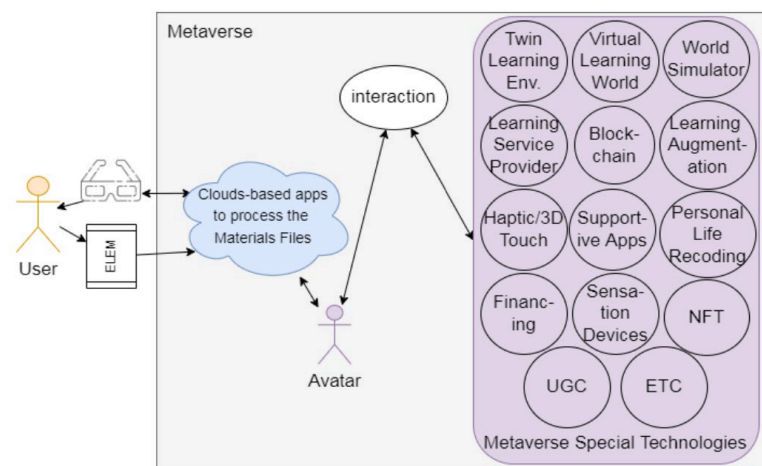 Metaverse
Twin
Learning
Env.
Virtual
Learning
World
World
Simulator
interaction
Learning
Service
Provider
Block-
chain
Learning
Augment-
ation
Clouds-based apps
to process the
Materials Files
Haptic/3D
Touch
Support-
ive Apps
Personal
Life
Recoding
User
ELEM
Financ-
ing
Sensa-
tion
Devices
NFT
Avatar
UGC
ETC
Metaverse Special Technologies